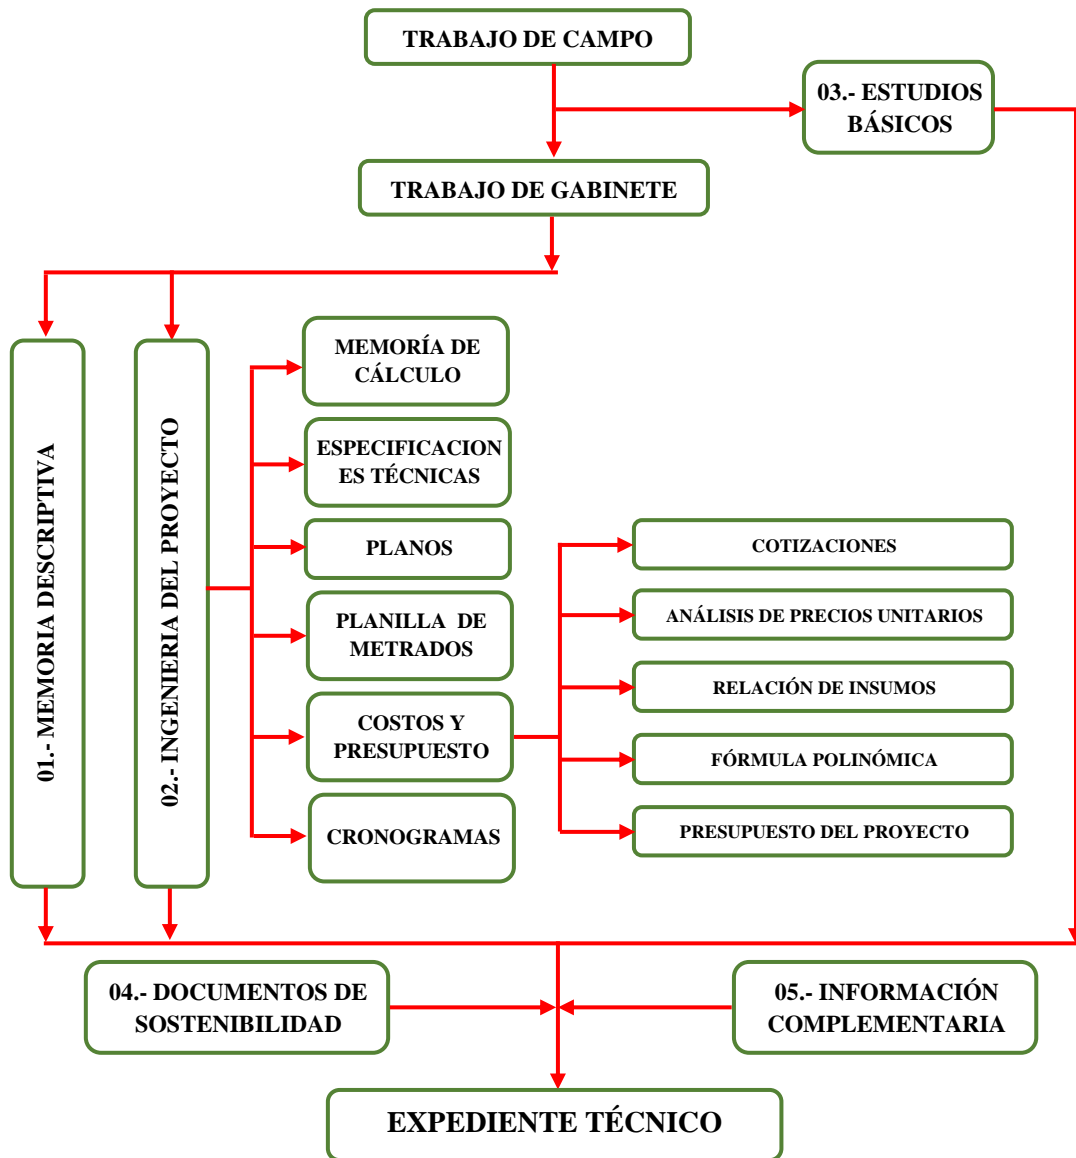 TRABAJO DE CAMPO
03.- ESTUDIOS
BÁSICOS
TRABAJO DE GABINETE
01.- MEMORIA DESCRIPTIVA
02.- INGENIERIA DEL PROYECTO
MEMORÍA DE
CÁLCULO
ESPECIFICACION
ES TÉCNICAS
PLANOS
PLANILLA DE
METRADOS
COSTOS Y
PRESUPUESTO
CRONOGRAMAS
COTIZACIONES
ANÁLISIS DE PRECIOS UNITARIOS
RELACIÓN DE INSUMOS
FÓRMULA POLINÓMICA
PRESUPUESTO DEL PROYECTO
04.- DOCUMENTOS DE
SOSTENIBILIDAD
05.- INFORMACIÓN
COMPLEMENTARIA
EXPEDIENTE TÉCNICO